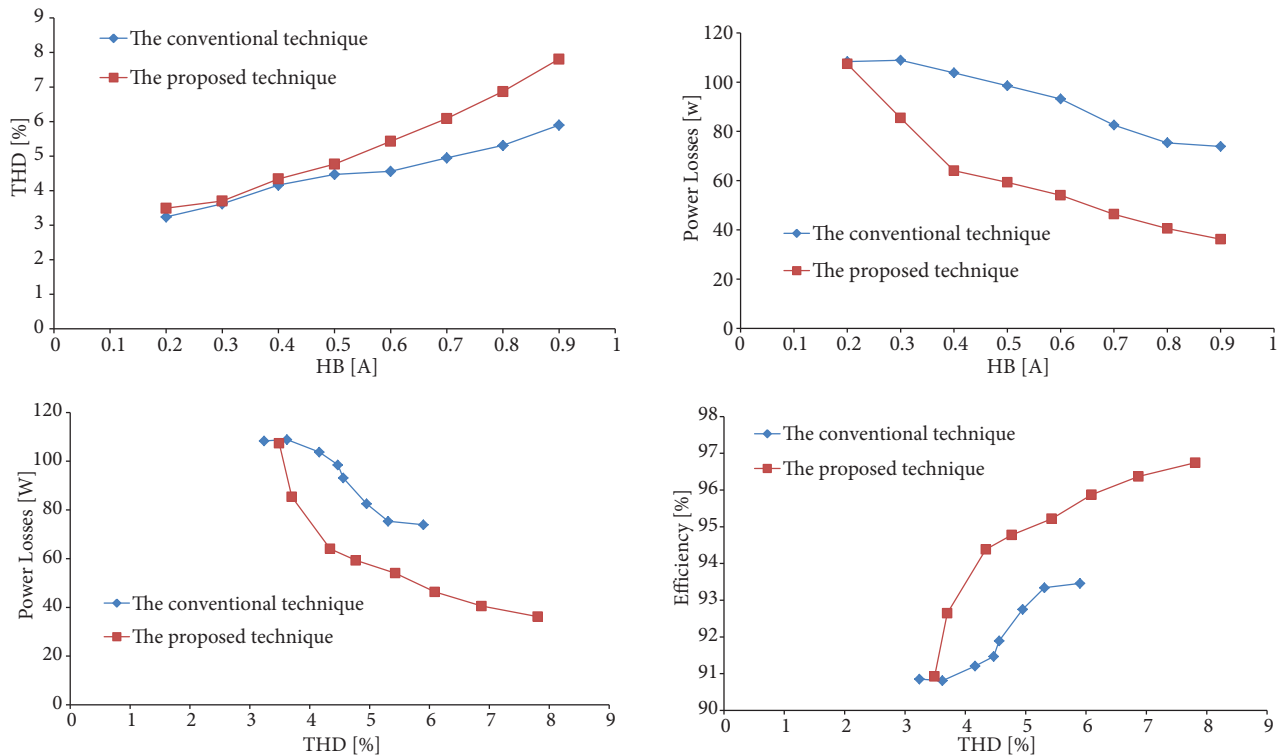 9
8
7
6
5
4
3
2
1
0
THD [%]
The conventional technique
The proposed technique
0 0.1 0.2 0.3 0.4 0.5 0.6 0.7 0.8 0.9 1
HB [A]
120
100
80
60
40
20
0
Power Losses [w]
The conventional technique
The proposed technique
0 0.1 0.2 0.3 0.4 0.5 0.6 0.7 0.8 0.9 1
HB [A]
120
100
80
60
40
20
0
Power Losses [W]
The conventional technique
The proposed technique
0 1 2 3 4 5 6 7 8 9
THD [%]
98
97
96
95
94
93
92
91
90
Efficiency [%]
The conventional technique
The proposed technique
0 1 2 3 4 5 6 7 8 9
THD [%]